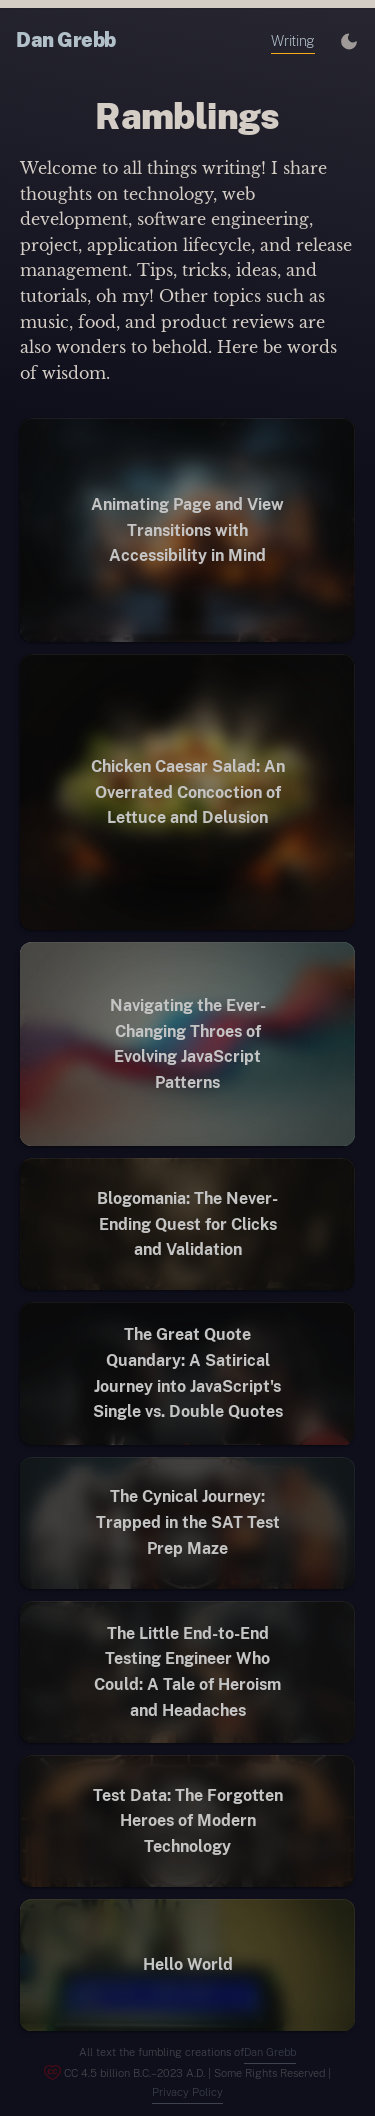 Dan Grebb
Writing
Ramblings
Welcome to all things writing! I share
thoughts on technology, web
development, software engineering,
project, application lifecycle, and release
management. Tips, tricks, ideas, and
tutorials, oh my! Other topics such as
music, food, and product reviews are
also wonders to behold. Here be words
of wisdom.
Animating Page and View
Transitions with
Accessibility in Mind
Chicken Caesar Salad: An
Overrated Concoction of
Lettuce and Delusion
Navigating the Ever-
Changing Throes of
Evolving JavaScript
Patterns
Blogomania: The Never-
Ending Quest for Clicks
and Validation
The Great Quote
Quandary: A Satirical
Journey into JavaScript's
Single vs. Double Quotes
The Cynical Journey:
Trapped in the SAT Test
Prep Maze
The Little End-to-End
Testing Engineer Who
Could: A Tale of Heroism
and Headaches
Test Data: The Forgotten
Heroes of Modern
Technology
Hello World
All text the fumbling creations ofDan Grebb
CC 4.5 billion B.C.–2023 A.D. | Some Rights Reserved |
Privacy Policy